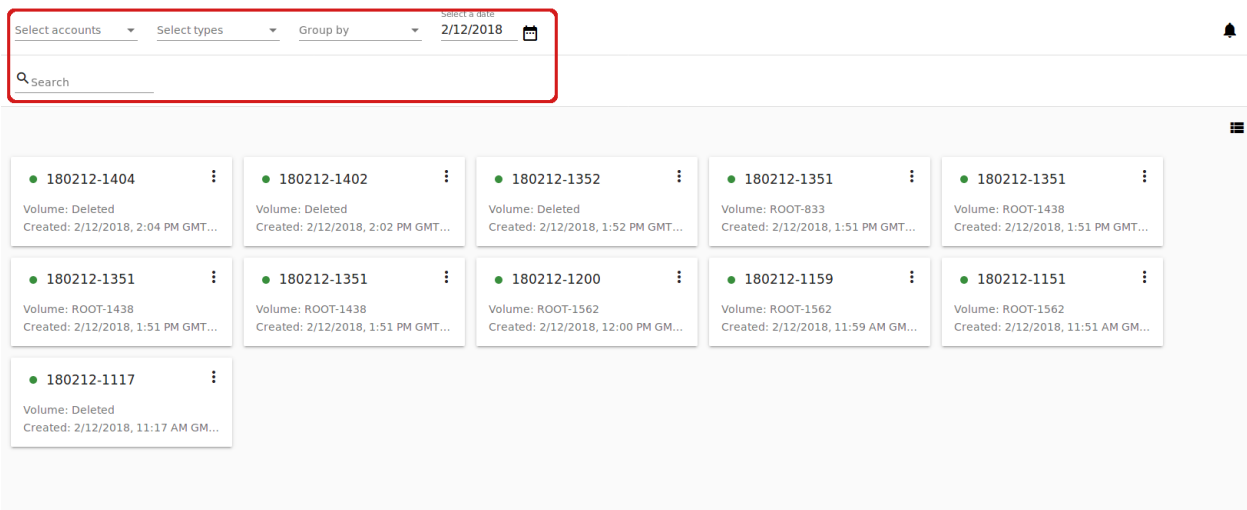 Select a date
Select accounts Select types Group by 2/12/2018
Search
180212-1404 180212-1402 180212-1352 180212-1351 180212-1351
Volume: Deleted Volume: Deleted Volume: Deleted Volume: ROOT-833 Volume: ROOT-1438
Created: 2/12/2018, 2:04 PM GMT... Created: 2/12/2018, 2:02 PM GMT... Created: 2/12/2018, 1:52 PM GMT... Created: 2/12/2018, 1:51 PM GMT... Created: 2/12/2018, 1:51 PM GMT...
180212-1351 180212-1351 180212-1200 180212-1159 180212-1151
Volume: ROOT-1438 Volume: ROOT-1438 Volume: ROOT-1562 Volume: ROOT-1562 Volume: ROOT-1562
Created: 2/12/2018, 1:51 PM GMT... Created: 2/12/2018, 1:51 PM GMT... Created: 2/12/2018, 12:00 PM GM... Created: 2/12/2018, 11:59 AM GM... Created: 2/12/2018, 11:51 AM GM...
180212-1117
Volume: Deleted
Created: 2/12/2018, 11:17 AM GM...